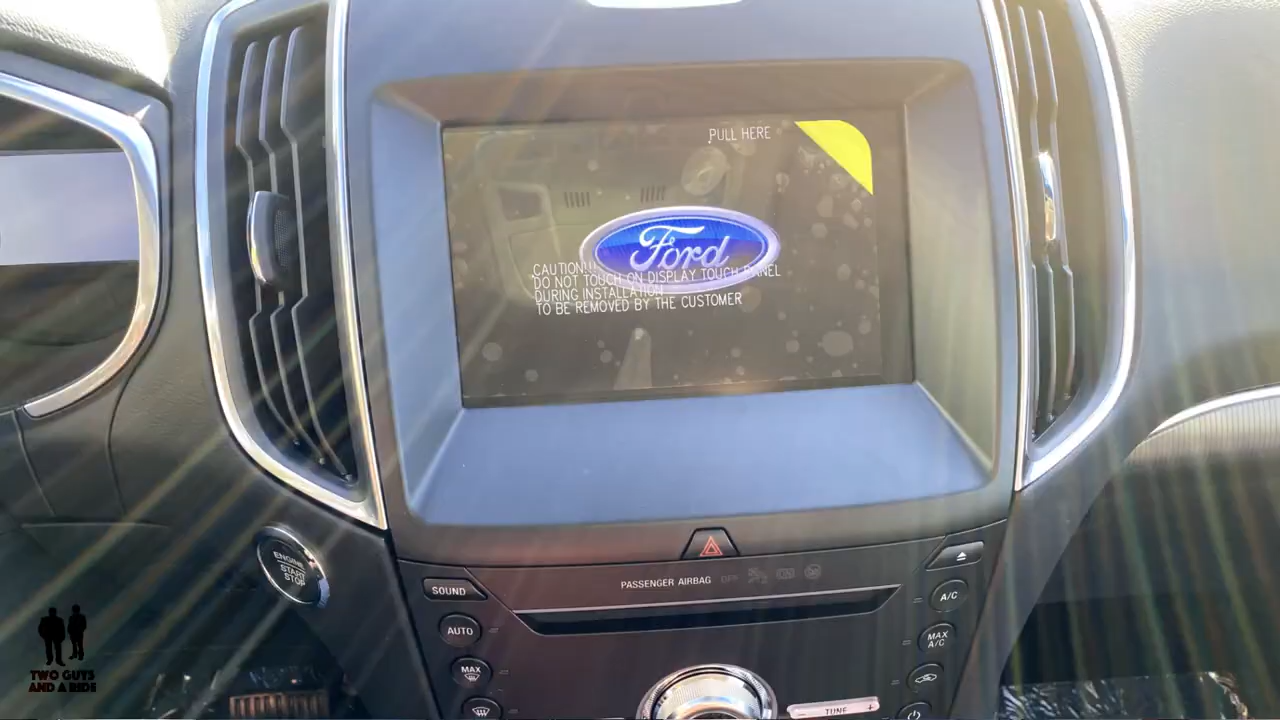 PULL HERE
Ford
CAUTION!!!
DO NOT TOUCH ON DISPLAY TOUCH PANEL
DURING INSTALLATION
TO BE REMOVED BY THE CUSTOMER
ENGINE
START
STOP
PASSENGER AIRBAG OFF
SOUND
A/C
AUTO
MAX
A/C
MAX
TUNE +
TWO GUYS
AND A RIDE